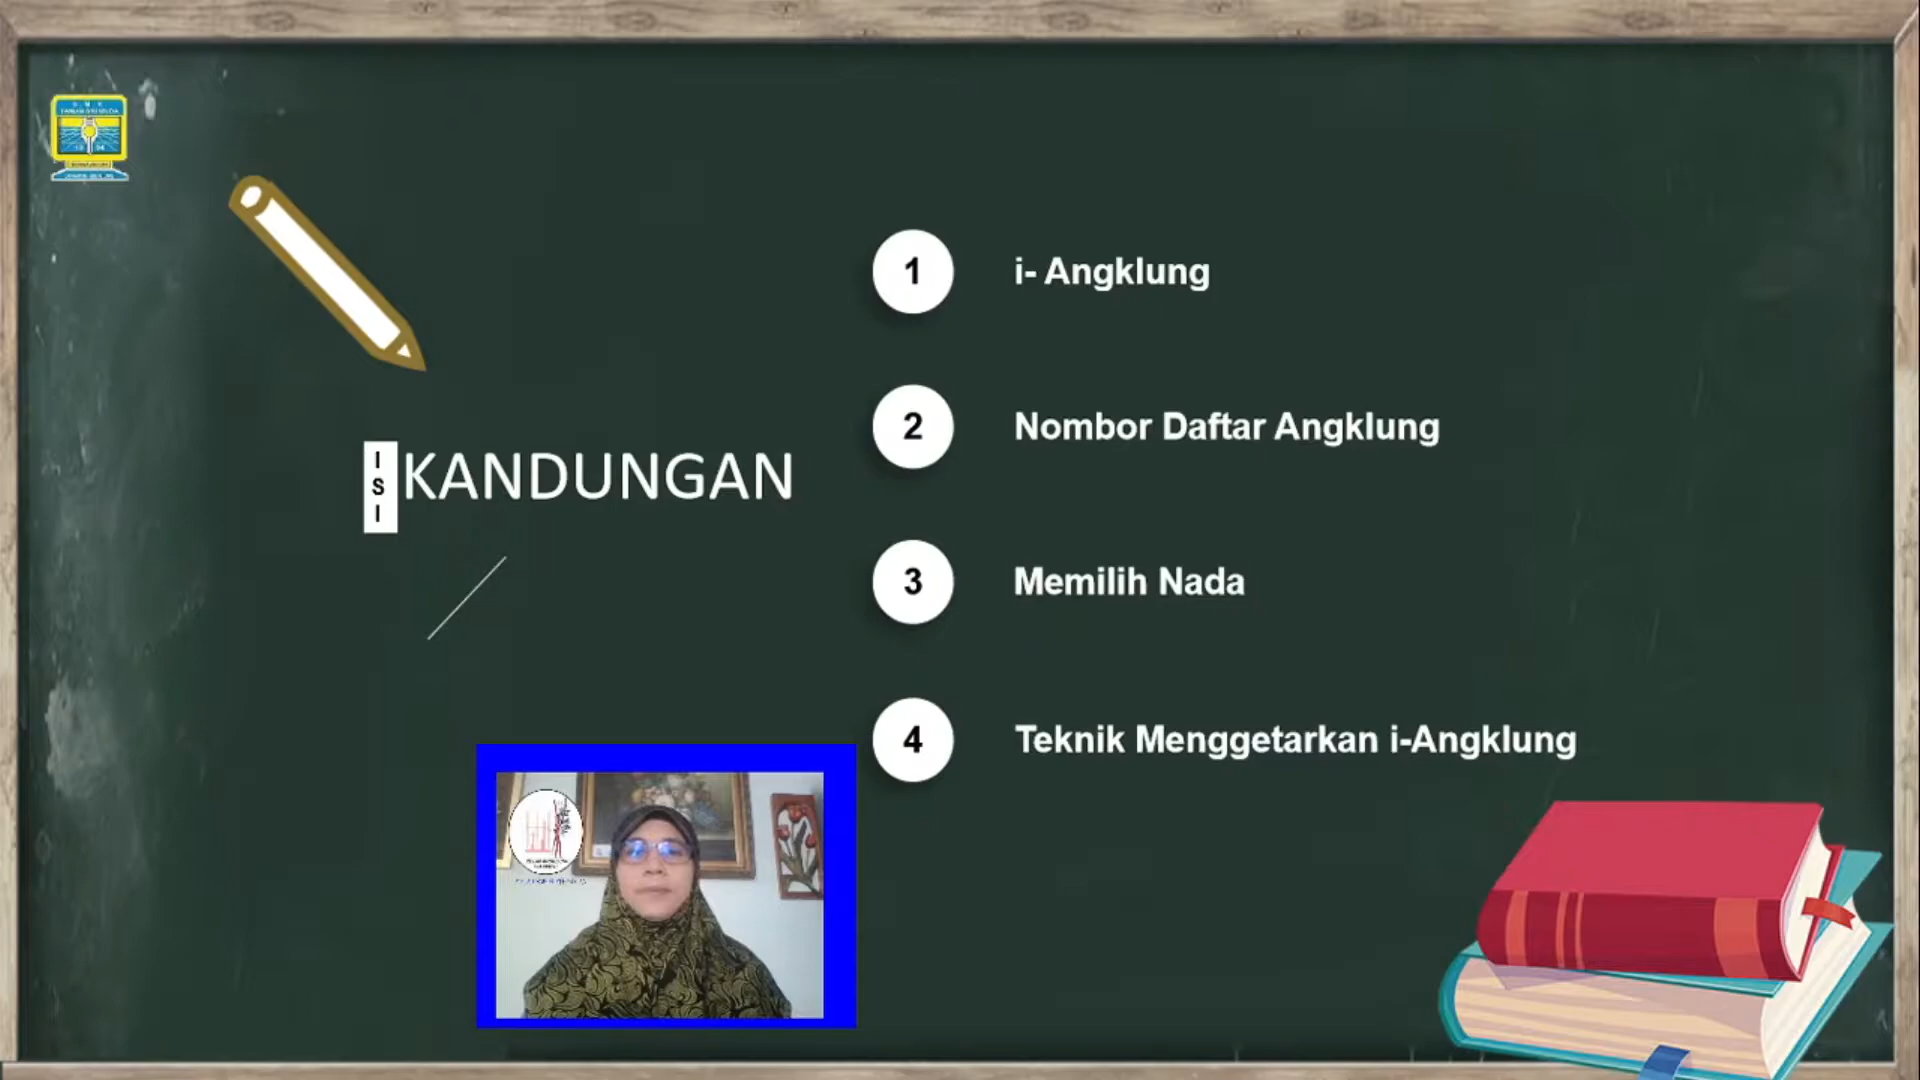 S. M. K
ISI
KANDUNGAN
1
i- Angklung
2
Nombor Daftar Angklung
3
Memilih Nada
4
Teknik Menggetarkan i-Angklung